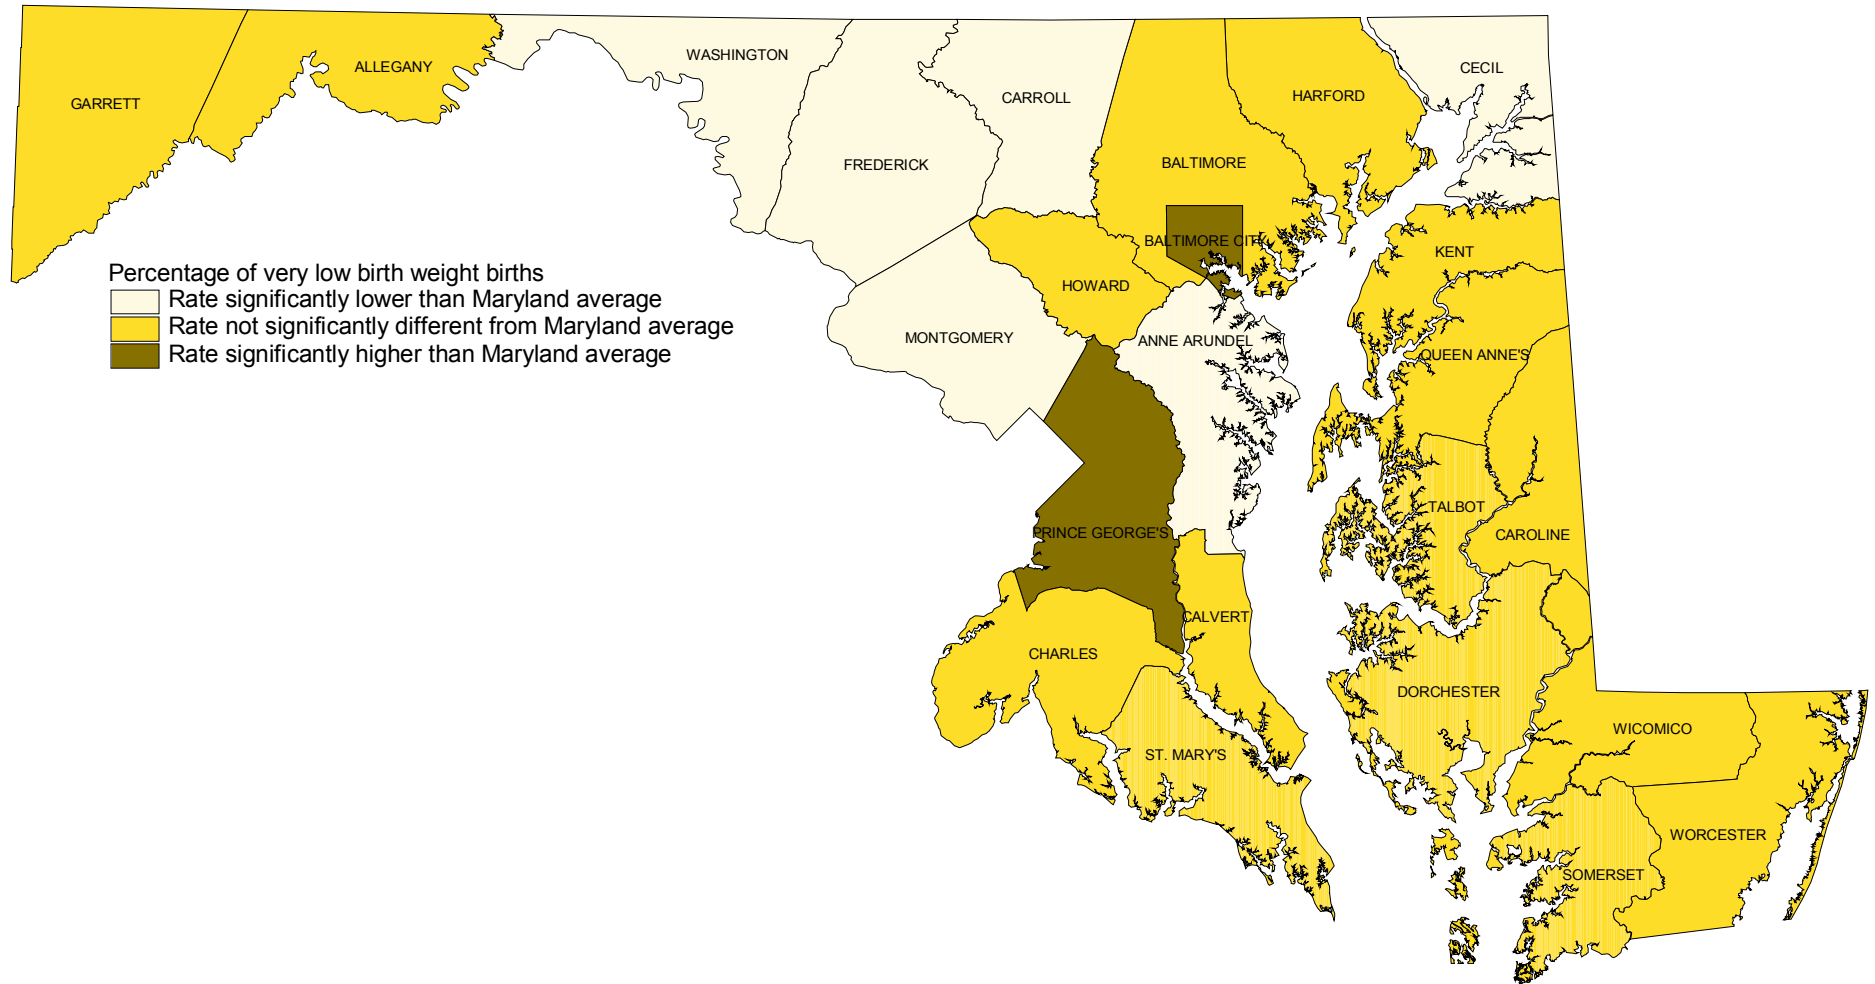 WASHINGTON
ALLEGANY
CECIL
GARRETT
CARROLL
HARFORD
FREDERICK
BALTIMORE
BALTIMORE CITY
KENT
Percentage of very low birth weight births
Rate significantly lower than Maryland average
Rate not significantly different from Maryland average
Rate significantly higher than Maryland average
HOWARD
MONTGOMERY
ANNE ARUNDEL
QUEEN ANNE'S
TALBOT
PRINCE GEORGE'S
CAROLINE
CALVERT
CHARLES
DORCHESTER
WICOMICO
ST. MARY'S
WORCESTER
SOMERSET